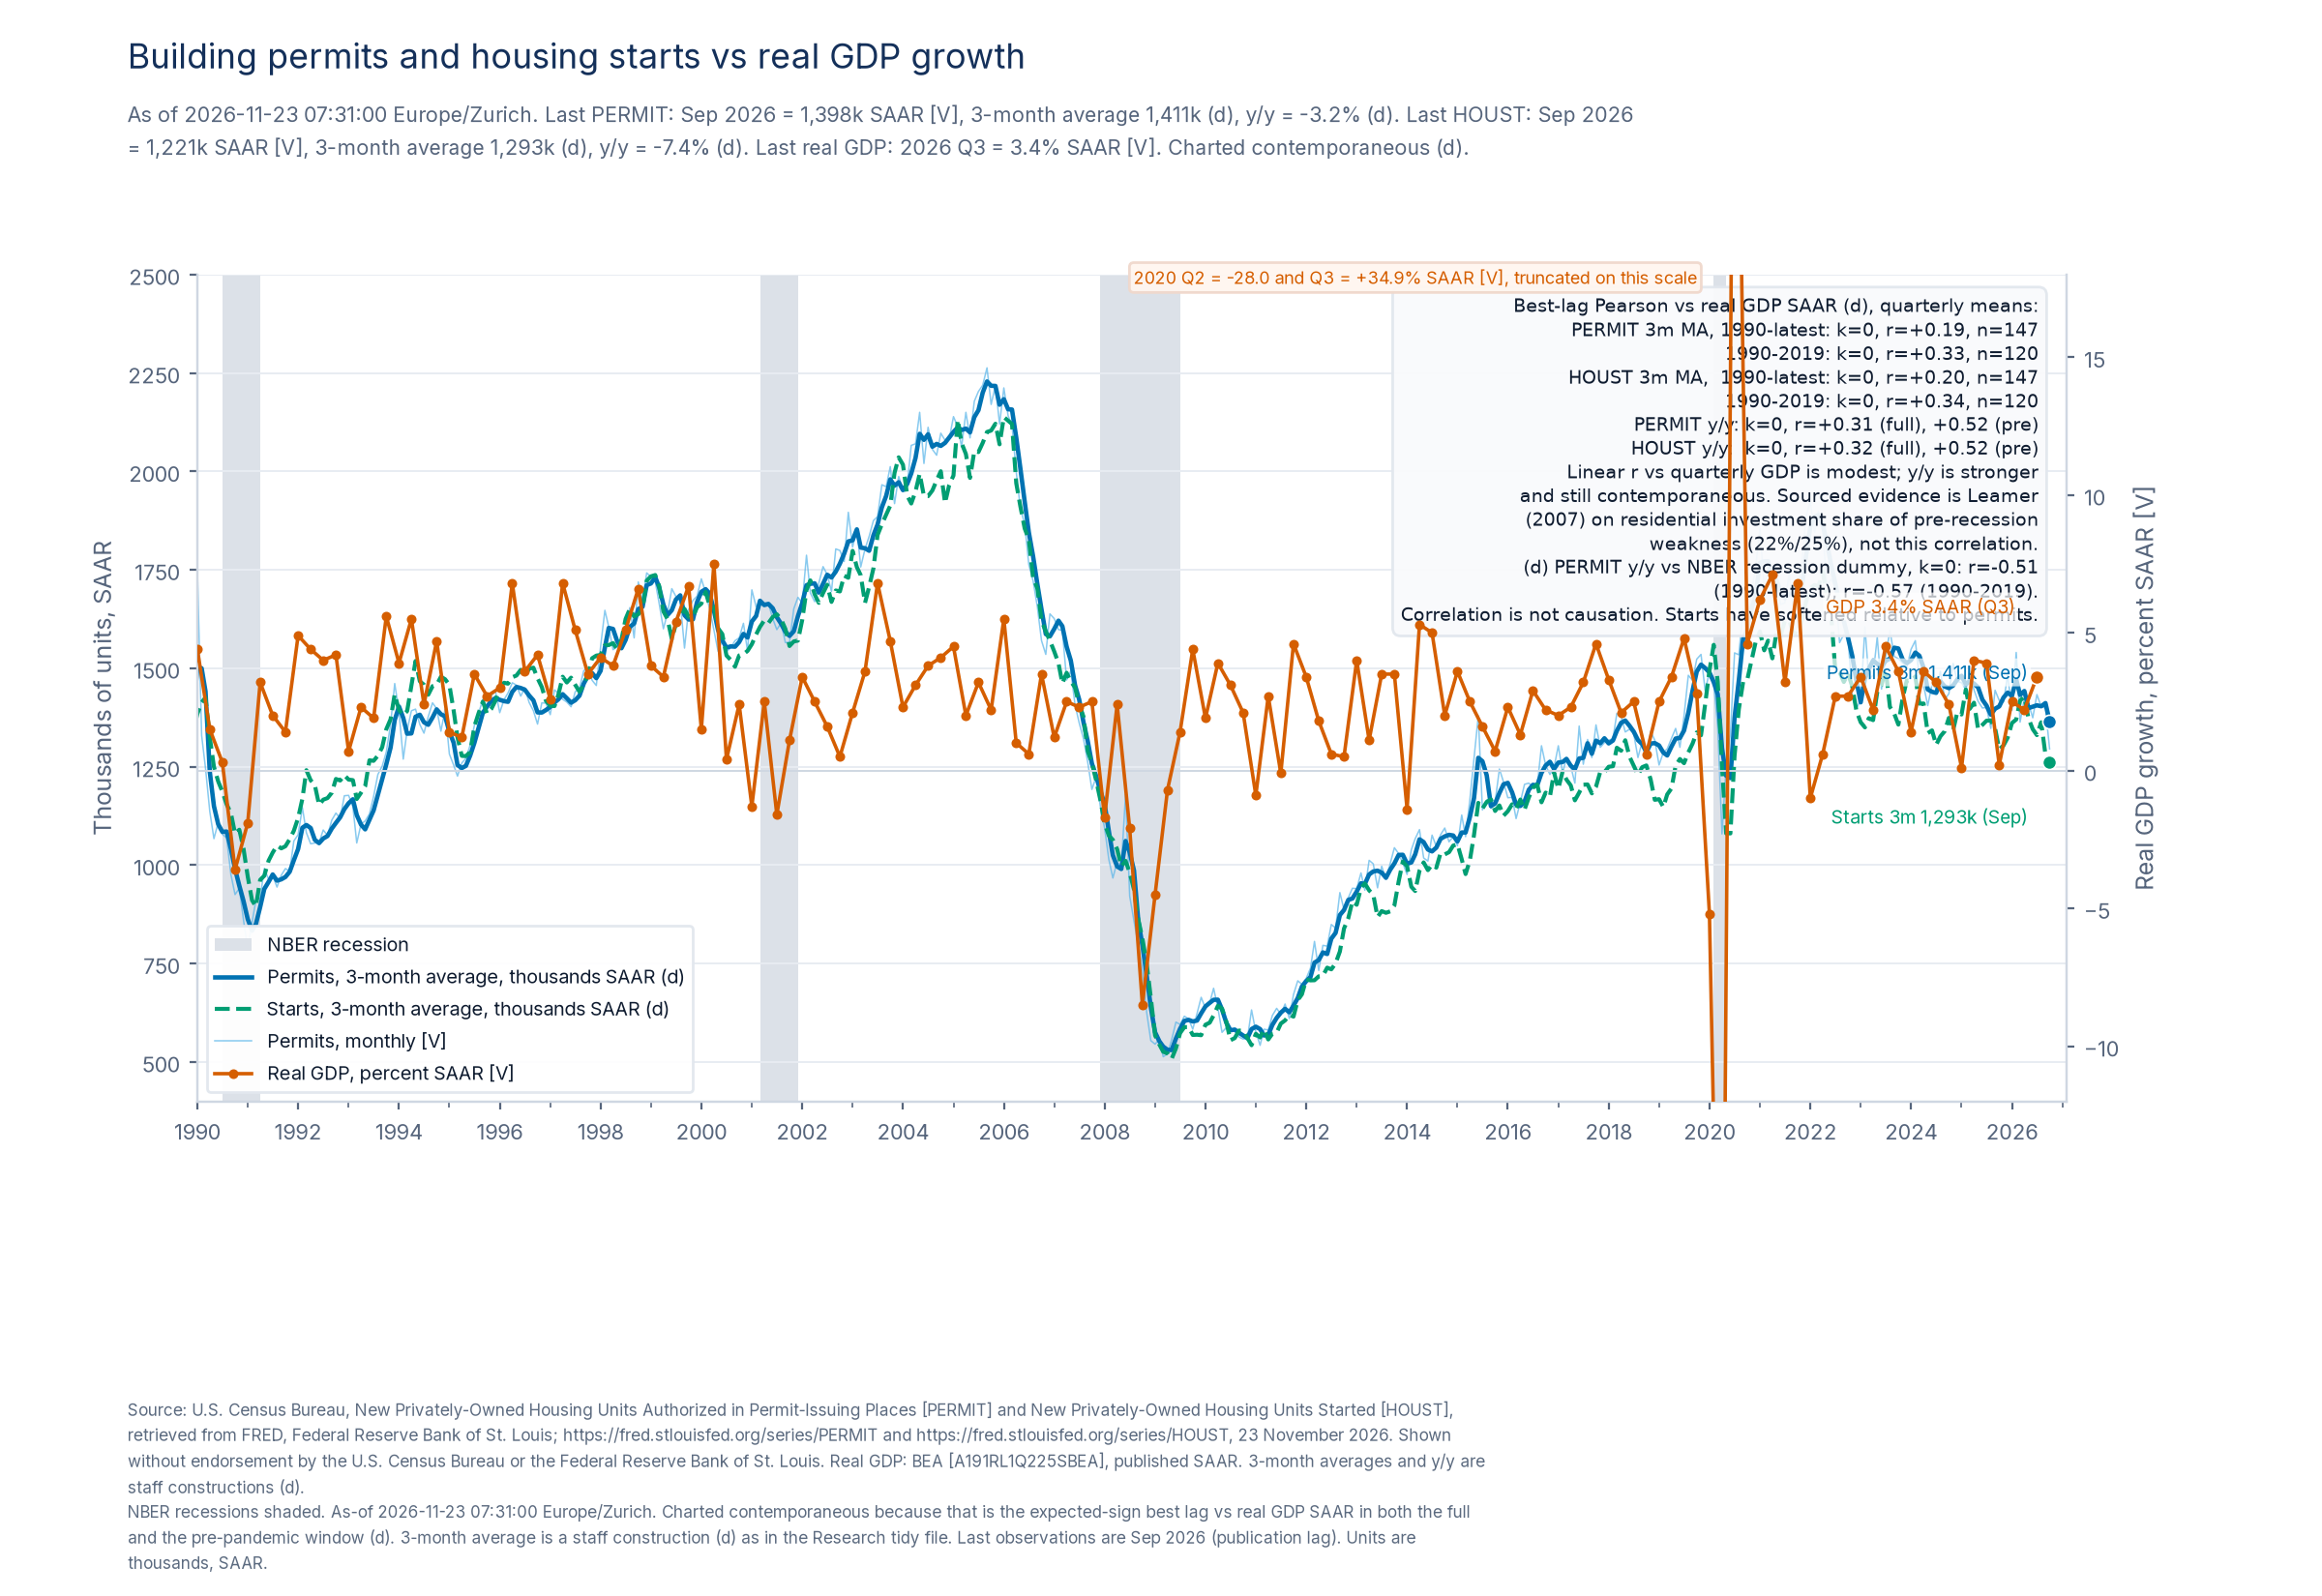 Building permits and housing starts vs real GDP growth
As of 2026-11-23 07:31:00 Europe/Zurich. Last PERMIT: Sep 2026 = 1,398k SAAR [V], 3-month average 1,411k (d), y/y = -3.2% (d). Last HOUST: Sep 2026
= 1,221k SAAR [V], 3-month average 1,293k (d), y/y = -7.4% (d). Last real GDP: 2026 Q3 = 3.4% SAAR [V]. Charted contemporaneous (d).
2020 Q2 = -28.0 and Q3 = +34.9% SAAR [V], truncated on this scale
Best-lag Pearson vs real GDP SAAR (d), quarterly means:
PERMIT 3m MA, 1990-latest: k=0, r=+0.19, n=147
1990-2019: k=0, r=+0.33, n=120
HOUST 3m MA, 1990-latest: k=0, r=+0.20, n=147
1990-2019: k=0, r=+0.34, n=120
PERMIT y/y: k=0, r=+0.31 (full), +0.52 (pre)
HOUST y/y: k=0, r=+0.32 (full), +0.52 (pre)
Linear r vs quarterly GDP is modest; y/y is stronger
and still contemporaneous. Sourced evidence is Leamer
(2007) on residential investment share of pre-recession
weakness (22%/25%), not this correlation.
(d) PERMIT y/y vs NBER recession dummy, k=0: r=-0.51
(1990-latest); r=-0.57 (1990-2019).
Correlation is not causation. Starts have softened relative to permits.
GDP 3.4% SAAR (Q3)
Permits 3m 1,411k (Sep)
Starts 3m 1,293k (Sep)
Thousands of units, SAAR
2500
2250
2000
1750
1500
1250
1000
750
500
Real GDP growth, percent SAAR [V]
15
10
5
0
−5
−10
NBER recession
Permits, 3-month average, thousands SAAR (d)
Starts, 3-month average, thousands SAAR (d)
Permits, monthly [V]
Real GDP, percent SAAR [V]
1990 1992 1994 1996 1998 2000 2002 2004 2006 2008 2010 2012 2014 2016 2018 2020 2022 2024 2026
Source: U.S. Census Bureau, New Privately-Owned Housing Units Authorized in Permit-Issuing Places [PERMIT] and New Privately-Owned Housing Units Started [HOUST],
retrieved from FRED, Federal Reserve Bank of St. Louis; https://fred.stlouisfed.org/series/PERMIT and https://fred.stlouisfed.org/series/HOUST, 23 November 2026. Shown
without endorsement by the U.S. Census Bureau or the Federal Reserve Bank of St. Louis. Real GDP: BEA [A191RL1Q225SBEA], published SAAR. 3-month averages and y/y are
staff constructions (d).
NBER recessions shaded. As-of 2026-11-23 07:31:00 Europe/Zurich. Charted contemporaneous because that is the expected-sign best lag vs real GDP SAAR in both the full
and the pre-pandemic window (d). 3-month average is a staff construction (d) as in the Research tidy file. Last observations are Sep 2026 (publication lag). Units are
thousands, SAAR.